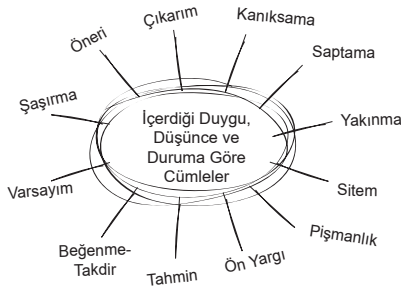 Çıkarım
Kanıksama
Öneri
Saptama
Şaşırma
İçerdiği Duygu,
Düşünce ve
Duruma Göre
Cümleler
Yakınma
Varsayım
Sitem
Beğenme-
Takdir
Tahmin
Ön Yargı
Pişmanlık